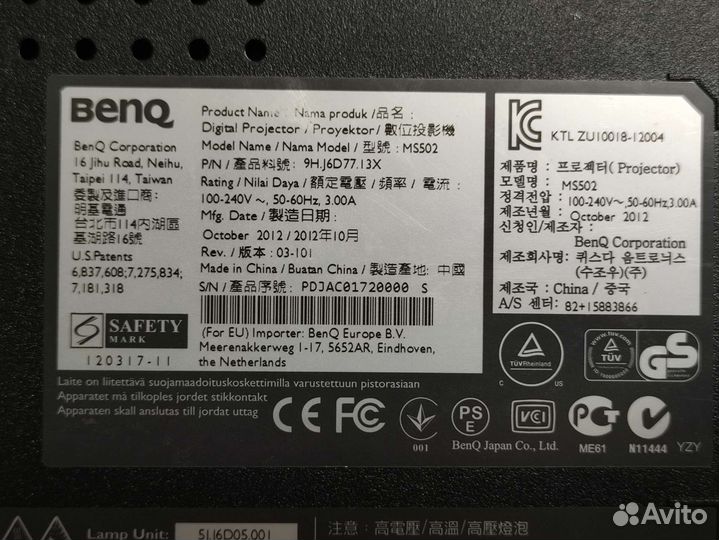 BenQ
BenQ Corporation
16 Jihu Road, Neihu,
Taipei 114, Taiwan
委製及進口商:
明基電通
台北市114內湖區
基湖路16號
U.S.Patents
6,837,608; 7,275,834;
7,181,318
SAFETY
MARK
120317-11
Product Name / Nama produk /品名 :
Digital Projector / Proyektor / 數位投影機
Model Name / Nama Model / 型號 : MS502
P/N / 產品料號: 9H.J6D77.13X
Rating / Nilai Daya / 額定電壓 / 頻率 / 電流 :
100-240V~, 50-60Hz, 3.00A
Mfg. Date / 製造日期:
October 2012 / 2012年10月
Rev. / 版本: 03-101
Made in China / Buatan China / 製造產地: 中國
S/N / 產品序號: PDJAC01720000 S
(For EU) Importer: BenQ Europe B.V.
Meerenakkerweg 1-17, 5652AR, Eindhoven,
the Netherlands
KC
KTL ZU10018-12004
제품명 : 프로젝터( Projector)
모델명 : MS502
정격전압 : 100-240V~, 50-60Hz, 3.00A
제조년월 : October 2012
신청인 / 제조자 :
BenQ Corporation
제조회사명: 퀴스다 옵트로닉스
(수조우)(주)
제조국 : China / 중국
A/S 센터: 82+15883866
TÜVRheinland
C US
www.tuv.com
TÜV
GS
Laite on liitettävä suojamaadoituskoskettimilla varustettuun pistorasiaan
Apparatet må tilkoples jordet stikkontakt
Apparaten skall anslutas till jordat uttag
CE FC
001
PS
E
BenQ Japan Co., Ltd.
VCI
ME61
N11444
YZY
Lamp Unit: 5J.J6D05.001
注意：高電壓/高溫/高壓燈泡
Avito